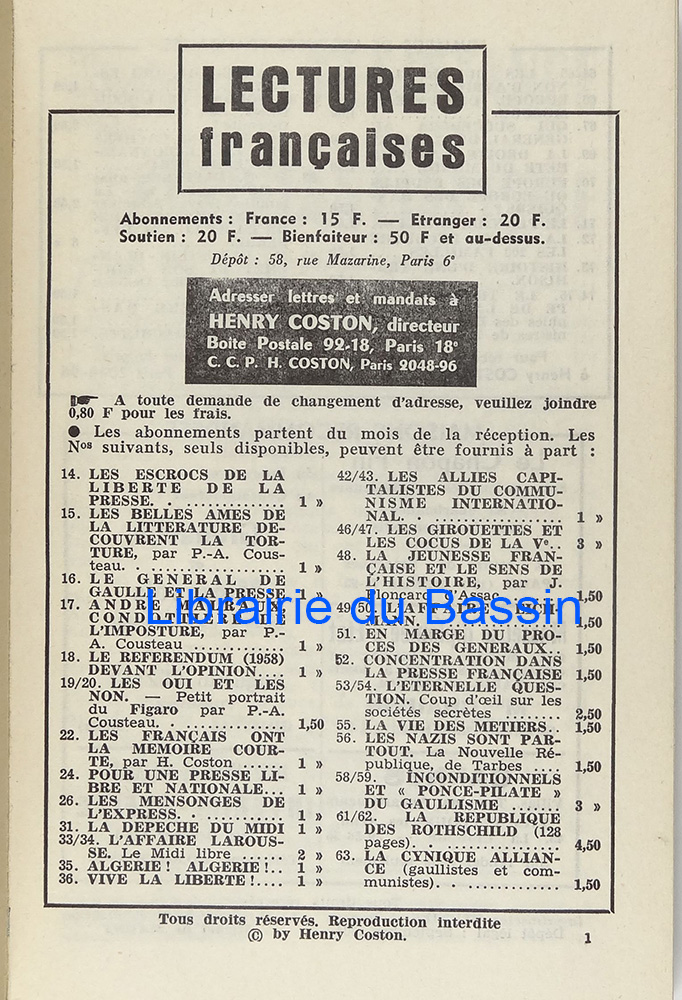 LECTURES
françaises
Abonnements : France : 15 F. — Etranger : 20 F.
Soutien : 20 F. — Bienfaiteur : 50 F et au-dessus.
Dépôt : 58, rue Mazarine, Paris 6e
Adresser lettres et mandats à
HENRY COSTON, directeur
Boite Postale 92-18, Paris 18e
C. C. P. H. COSTON, Paris 2048-96
☛ A toute demande de changement d'adresse, veuillez joindre
0,80 F pour les frais.
● Les abonnements partent du mois de la réception. Les
Nos suivants, seuls disponibles, peuvent être fournis à part :
14. LES ESCROCS DE LA
LIBERTE DE LA
PRESSE. . ............... 1 »
15. LES BELLES AMES DE
LA LITTERATURE DE-
COUVRENT LA TOR-
TURE, par P.-A. Cous-
teau. . .................. 1 »
16. LE GENERAL DE
GAULLE ET LA PRESSE 1 »
17. ANDRE MALRAUX
CONDOTTIERE DE
L'IMPOSTURE, par P.-
A. Cousteau ............ 1 »
18. LE REFERENDUM (1958)
DEVANT L'OPINION.... 1 »
19/20. LES OUI ET LES
NON. — Petit portrait
du Figaro par P.-A.
Cousteau. . .............. 1,50
22. LES FRANÇAIS ONT
LA MEMOIRE COUR-
TE, par H. Coston ...... 1 »
24. POUR UNE PRESSE LI-
BRE ET NATIONALE... 1 »
26. LES MENSONGES DE
L'EXPRESS. . ........... 1 »
31. LA DEPECHE DU MIDI 1 »
33/34. L'AFFAIRE LAROUS-
SE. Le Midi libre ...... 2 »
35. ALGERIE ! ALGERIE !.. 1 »
36. VIVE LA LIBERTE !.... 1 »
42/43. LES ALLIES CAPI-
TALISTES DU COMMU-
NISME INTERNATIO-
NAL. . .................. 1 »
46/47. LES GIROUETTES ET
LES COCUS DE LA Ve.. 3 »
48. LA JEUNESSE FRAN-
ÇAISE ET LE SENS DE
L'HISTOIRE, par J.
Ploncard d'Assac 1,50
49/50. L'AFFAIRE EICH-
MANN. 1,50
51. EN MARGE DU PRO-
CES DES GENERAUX.. 1,50
52. CONCENTRATION DANS
LA PRESSE FRANÇAISE 1,50
53/54. L'ETERNELLE QUES-
TION. Coup d'œil sur les
sociétés secrètes ........ 2,50
55. LA VIE DES METIERS.. 1,50
56. LES NAZIS SONT PAR-
TOUT. La Nouvelle Ré-
publique, de Tarbes .... 1,50
58/59. INCONDITIONNELS
ET « PONCE-PILATE »
DU GAULLISME ....... 3 »
61/62. LA REPUBLIQUE
DES ROTHSCHILD (128
pages). . ................ 4,50
63. LA CYNIQUE ALLIAN-
CE (gaullistes et com-
munistes). . ............. 1,50
Librairie du Bassin
Tous droits réservés. Reproduction interdite
© by Henry Coston.
1